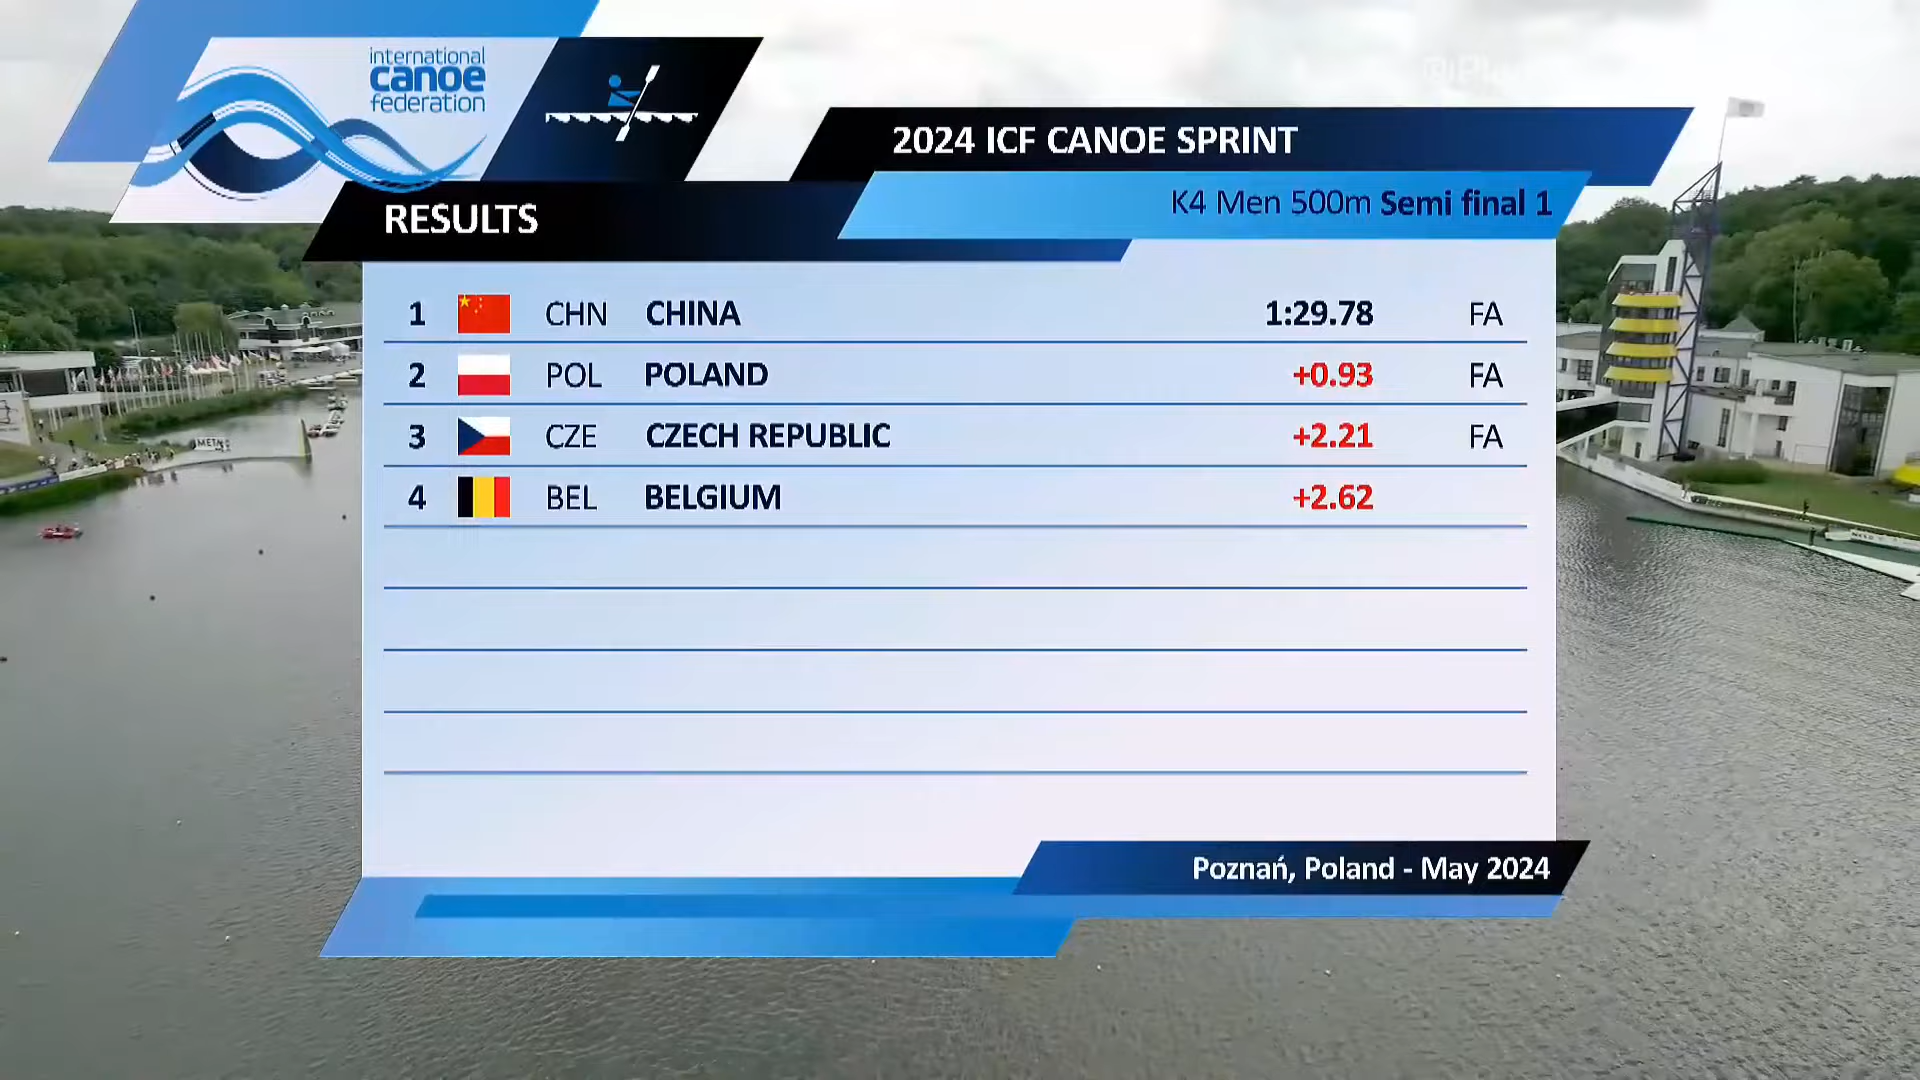 international
canoe
federation
2024 ICF CANOE SPRINT
K4 Men 500m Semi final 1
RESULTS
1 CHN CHINA 1:29.78 FA
2 POL POLAND +0.93 FA
3 CZE CZECH REPUBLIC +2.21 FA
4 BEL BELGIUM +2.62
Poznań, Poland - May 2024